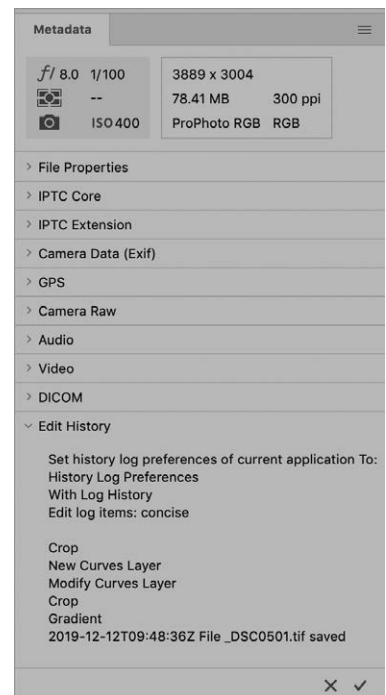 Metadata
f/ 8.0 1/100
--
ISO400
3889 x 3004
78.41 MB 300 ppi
ProPhoto RGB RGB
File Properties
IPTC Core
IPTC Extension
Camera Data (Exif)
GPS
Camera Raw
Audio
Video
DICOM
Edit History
Set history log preferences of current application To:
History Log Preferences
With Log History
Edit log items: concise
Crop
New Curves Layer
Modify Curves Layer
Crop
Gradient
2019-12-12T09:48:36Z File _DSC0501.tif saved